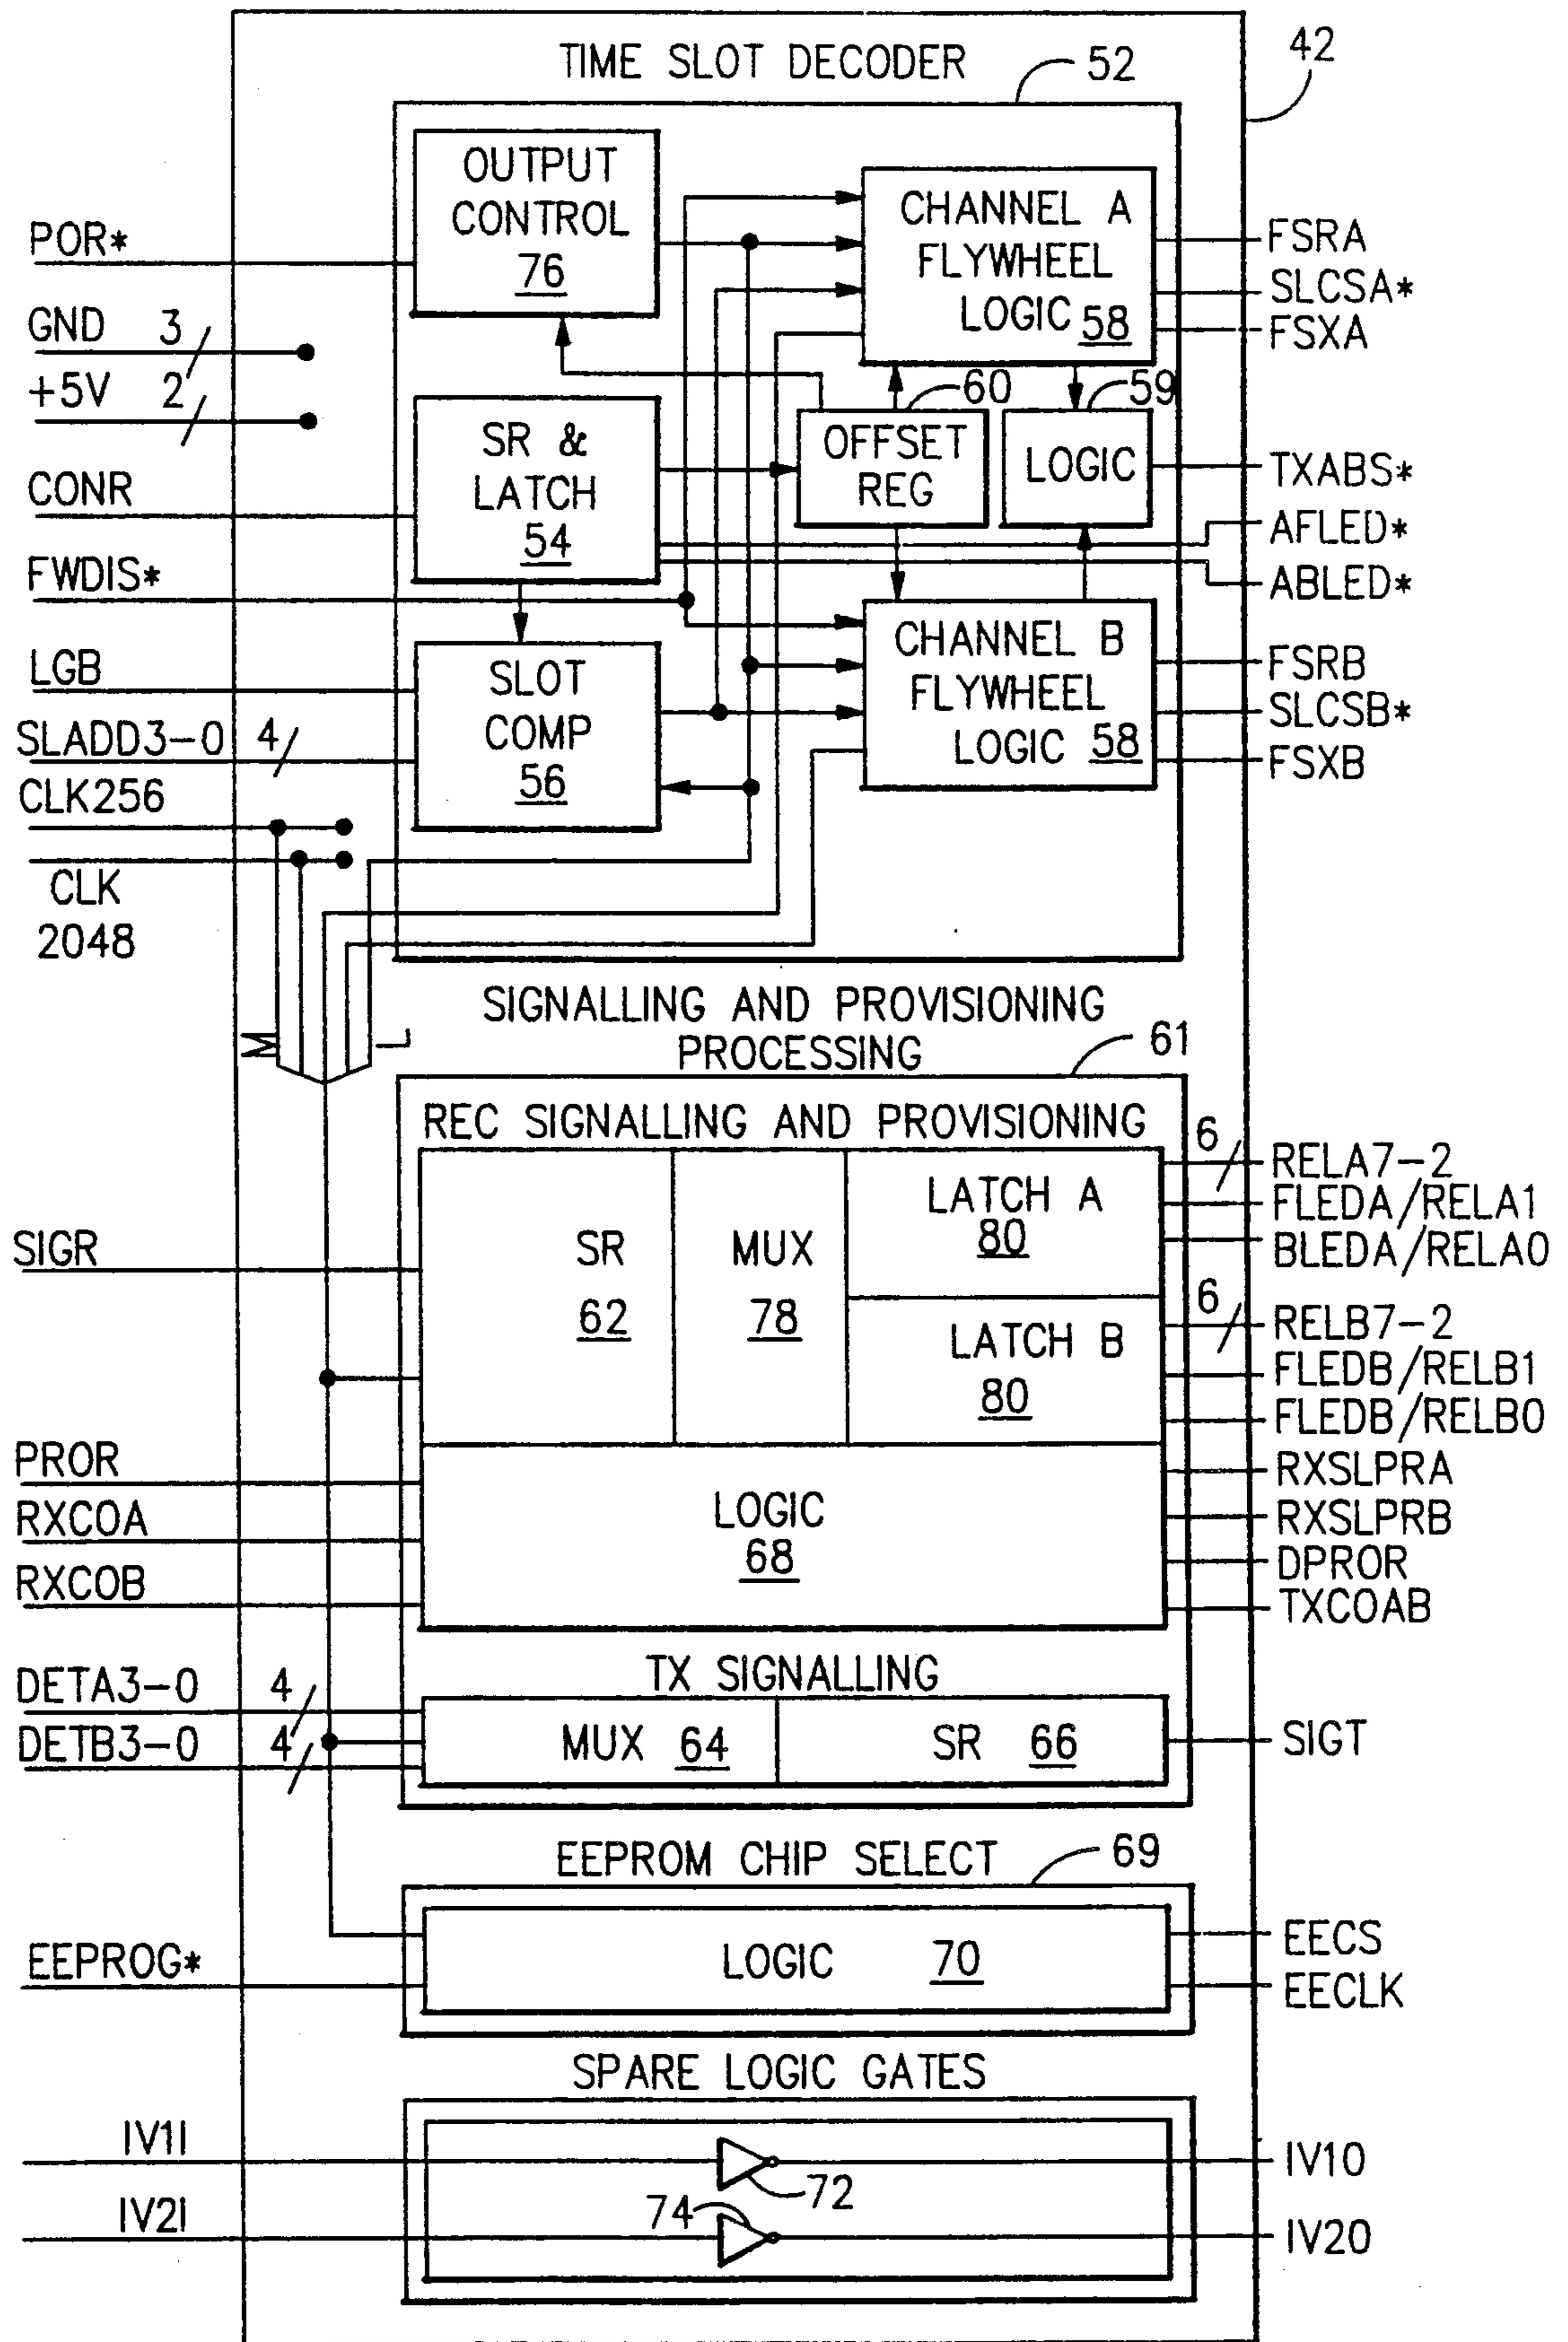 TIME SLOT DECODER
52
42
OUTPUT
CONTROL
76
CHANNEL A
FLYWHEEL
LOGIC 58
POR*
GND 3
+5V 2
CONR
FWDIS*
LGB
SLADD3-0 4
CLK256
CLK
2048
FSRA
SLCSA*
FSXA
60
59
SR &
LATCH
54
OFFSET
REG
LOGIC
TXABS*
AFLED*
ABLED*
SLOT
COMP
56
CHANNEL B
FLYWHEEL
LOGIC 58
FSRB
SLCSB*
FSXB
M
L
SIGNALLING AND PROVISIONING
PROCESSING
61
REC SIGNALLING AND PROVISIONING
SIGR
SR
62
MUX
78
LATCH A
80
LATCH B
80
6
RELA7-2
FLEDA/RELA1
BLEDA/RELA0
6
RELB7-2
FLEDB/RELB1
FLEDB/RELB0
PROR
RXCOA
RXCOB
LOGIC
68
RXSLPRA
RXSLPRB
DPROR
TXCOAB
TX SIGNALLING
DETA3-0 4
DETB3-0 4
MUX 64
SR 66
SIGT
EEPROM CHIP SELECT
69
EEPROG*
LOGIC 70
EECS
EECLK
SPARE LOGIC GATES
IV1I
72
IV1O
IV2I
74
IV2O